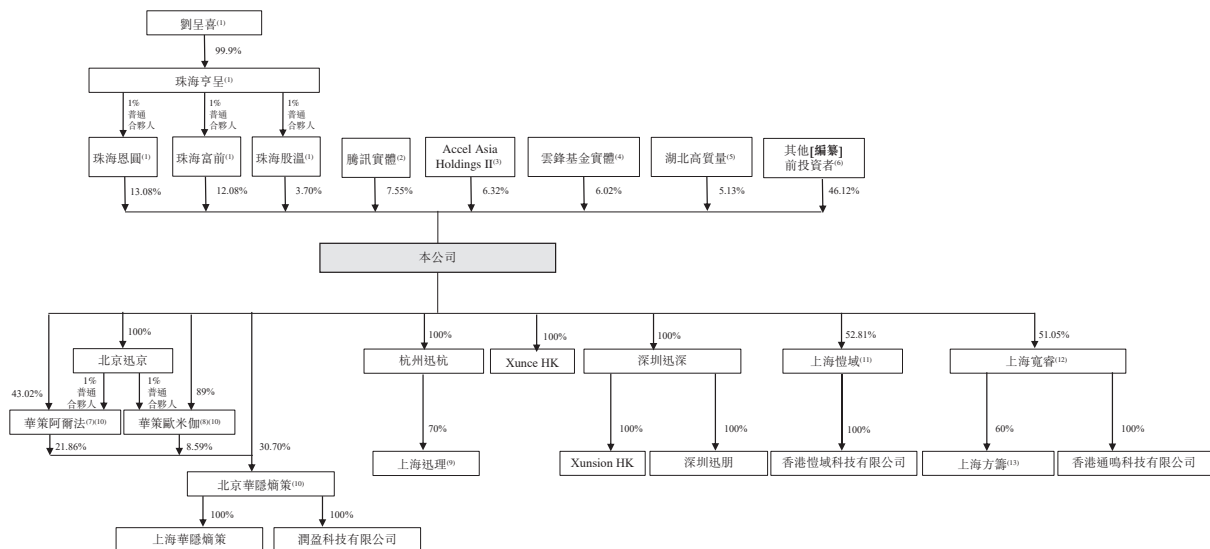 劉呈喜(1)
99.9%
珠海亨呈(1)
1%
普通
合夥人
1%
普通
合夥人
1%
普通
合夥人
珠海恩圓(1)
珠海富前(1)
珠海股溫(1)
騰訊實體(2)
Accel Asia
Holdings II(3)
雲鋒基金實體(4)
湖北高質量(5)
其他[編纂]
前投資者(6)
13.08%
12.08%
3.70%
7.55%
6.32%
6.02%
5.13%
46.12%
本公司
100%
100%
100%
100%
52.81%
51.05%
北京迅京
杭州迅杭
Xunce HK
深圳迅深
上海愷域(11)
上海寬睿(12)
43.02%
1%
普通
合夥人
1%
普通
合夥人
89%
華策阿爾法(7)(10)
華策歐米伽(8)(10)
70%
100%
100%
100%
60%
100%
21.86%
8.59%
30.70%
上海迅理(9)
Xunsion HK
深圳迅朋
香港愷域科技有限公司
上海方籌(13)
香港通鳴科技有限公司
北京華隱熵策(10)
100%
100%
上海華隱熵策
潤盈科技有限公司